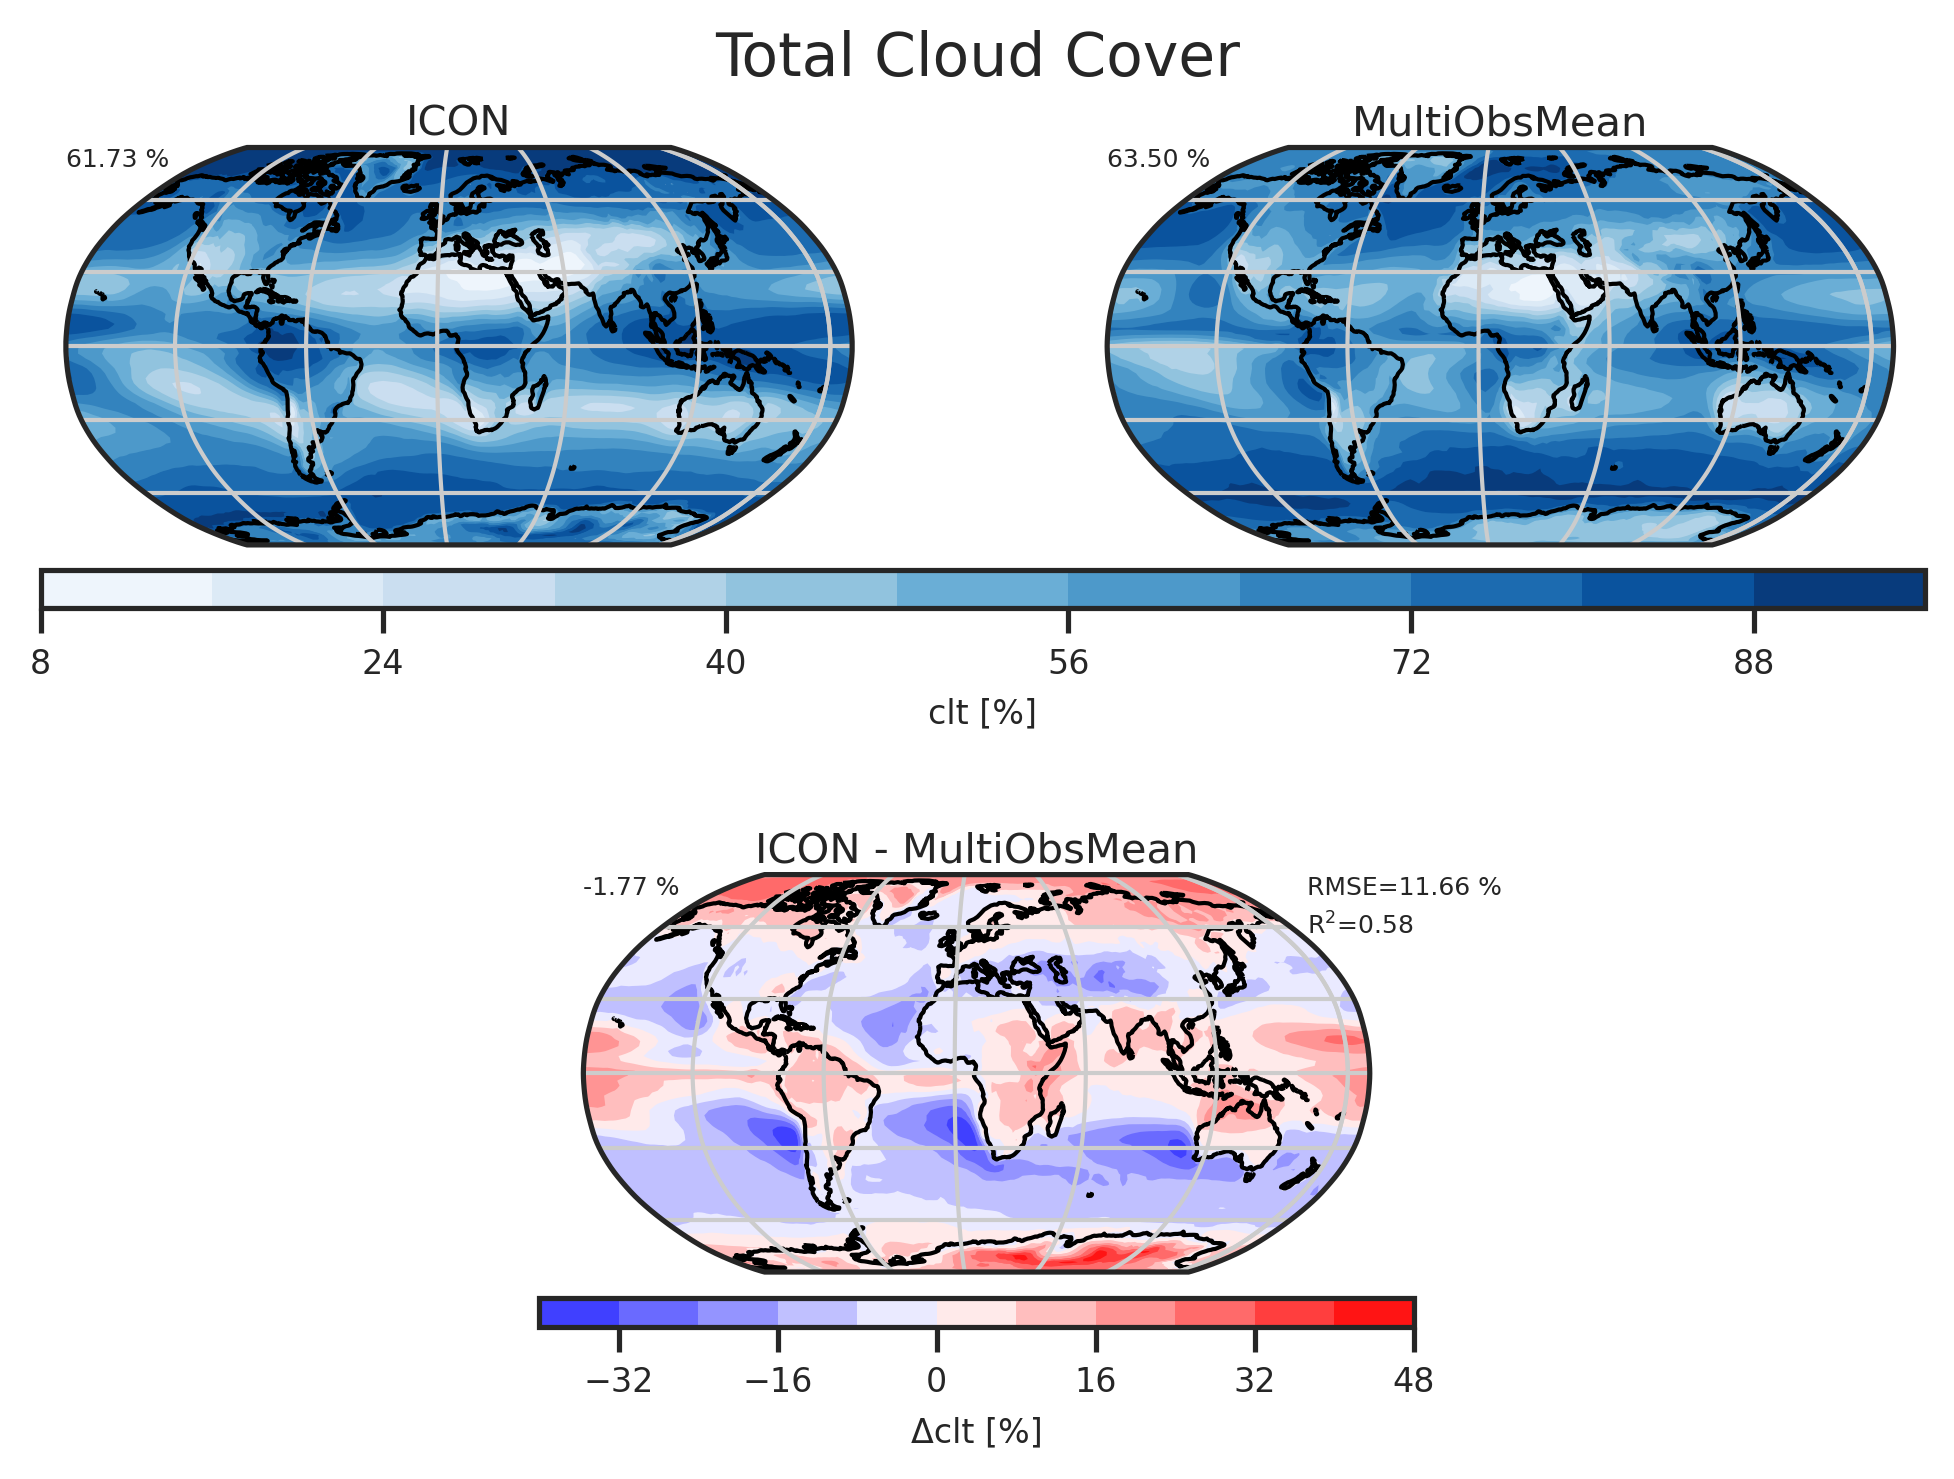 Total Cloud Cover
ICON
MultiObsMean
61.73 %
63.50 %
8 24 40 56 72 88
clt [%]
ICON - MultiObsMean
-1.77 %
RMSE=11.66 %
R²=0.58
−32 −16 0 16 32 48
Δclt [%]